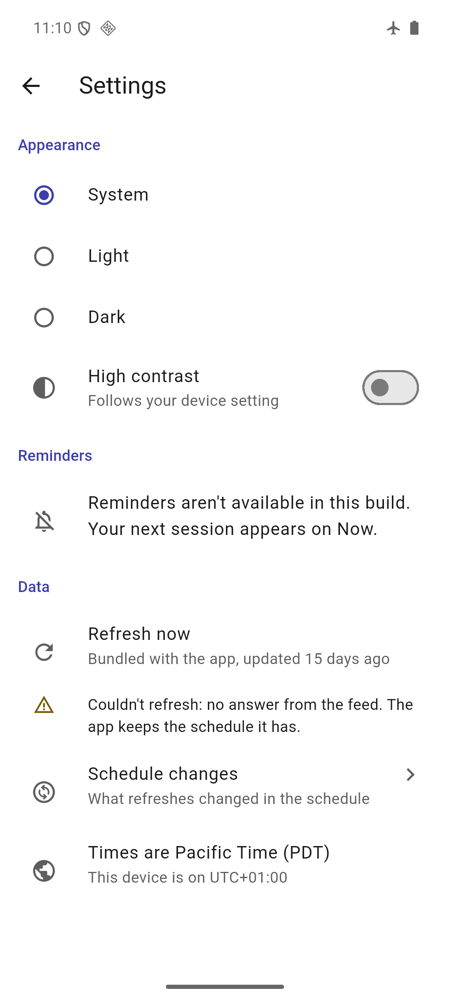 11:10
Settings
Appearance
System
Light
Dark
High contrast
Follows your device setting
Reminders
Reminders aren't available in this build.
Your next session appears on Now.
Data
Refresh now
Bundled with the app, updated 15 days ago
Couldn't refresh: no answer from the feed. The
app keeps the schedule it has.
Schedule changes
What refreshes changed in the schedule
Times are Pacific Time (PDT)
This device is on UTC+01:00